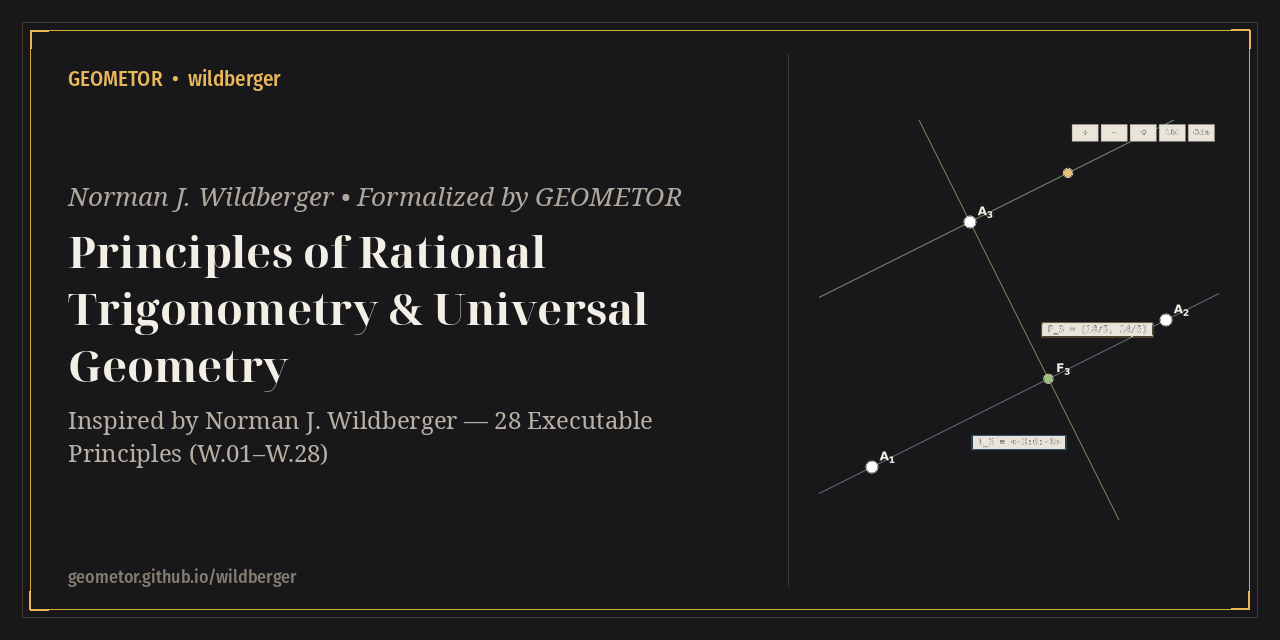 GEOMETOR • wildberger
Norman J. Wildberger • Formalized by GEOMETOR
Principles of Rational
Trigonometry & Universal
Geometry
Inspired by Norman J. Wildberger — 28 Executable
Principles (W.01–W.28)
geometor.github.io/wildberger
A3
A2
F3
A1